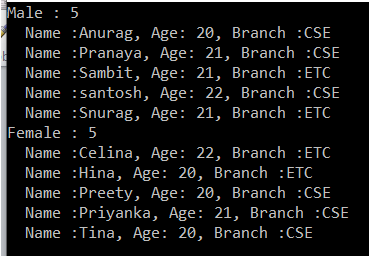 Male : 5
Name :Anurag, Age: 20, Branch :CSE
Name :Pranaya, Age: 21, Branch :CSE
Name :Sambit, Age: 21, Branch :ETC
Name :santosh, Age: 22, Branch :CSE
Name :Snurag, Age: 21, Branch :ETC
Female : 5
Name :Celina, Age: 22, Branch :ETC
Name :Hina, Age: 20, Branch :ETC
Name :Preety, Age: 20, Branch :CSE
Name :Priyanka, Age: 21, Branch :CSE
Name :Tina, Age: 20, Branch :CSE